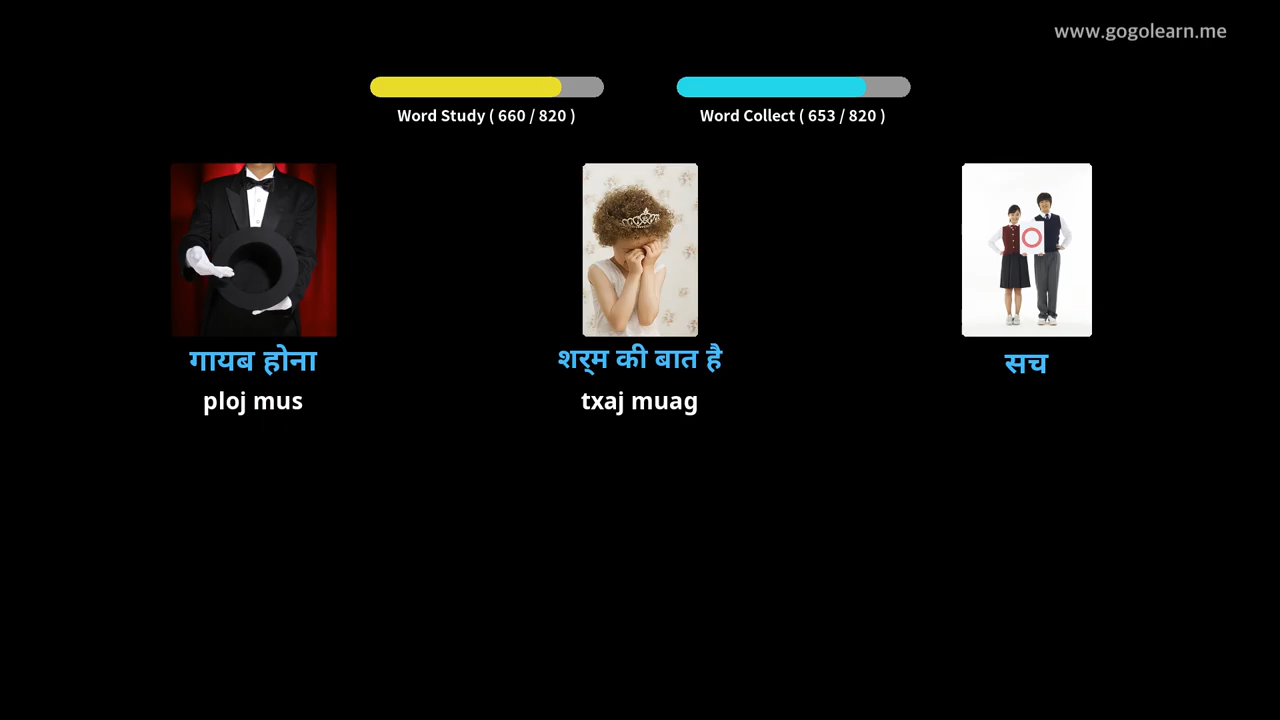 www.gogolearn.me
Word Study ( 660 / 820 )
Word Collect ( 653 / 820 )
गायब होना
शर्म की बात है
सच
ploj mus
txaj muag